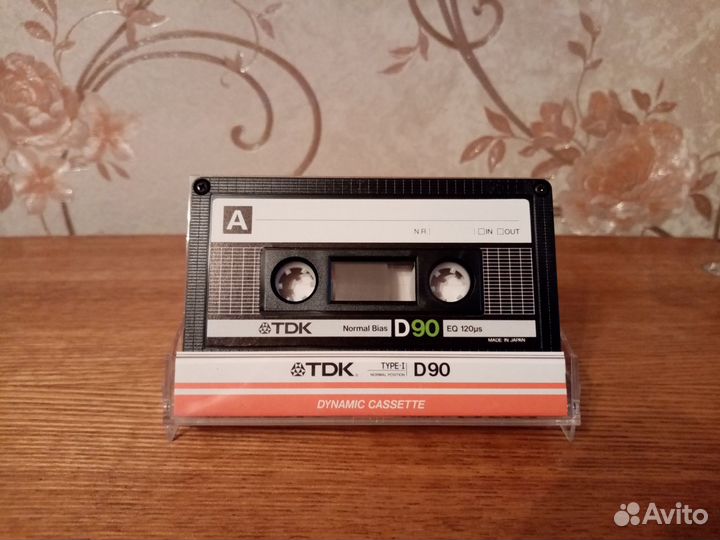 A
N.R. □IN □OUT
TDK Normal Bias D90 EQ 120µs
MADE IN JAPAN
TDK TYPE-I D90
NORMAL POSITION
DYNAMIC CASSETTE
Avito